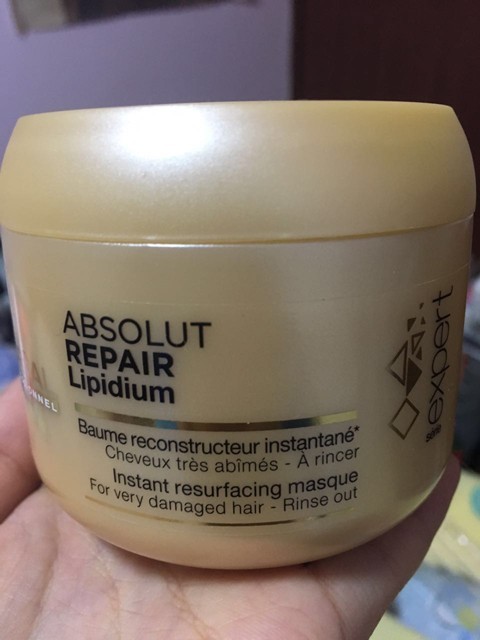 ABSOLUT
REPAIR
Lipidium
Baume reconstructeur instantané*
Cheveux très abîmés - À rincer
Instant resurfacing masque
For very damaged hair - Rinse out
serie expert